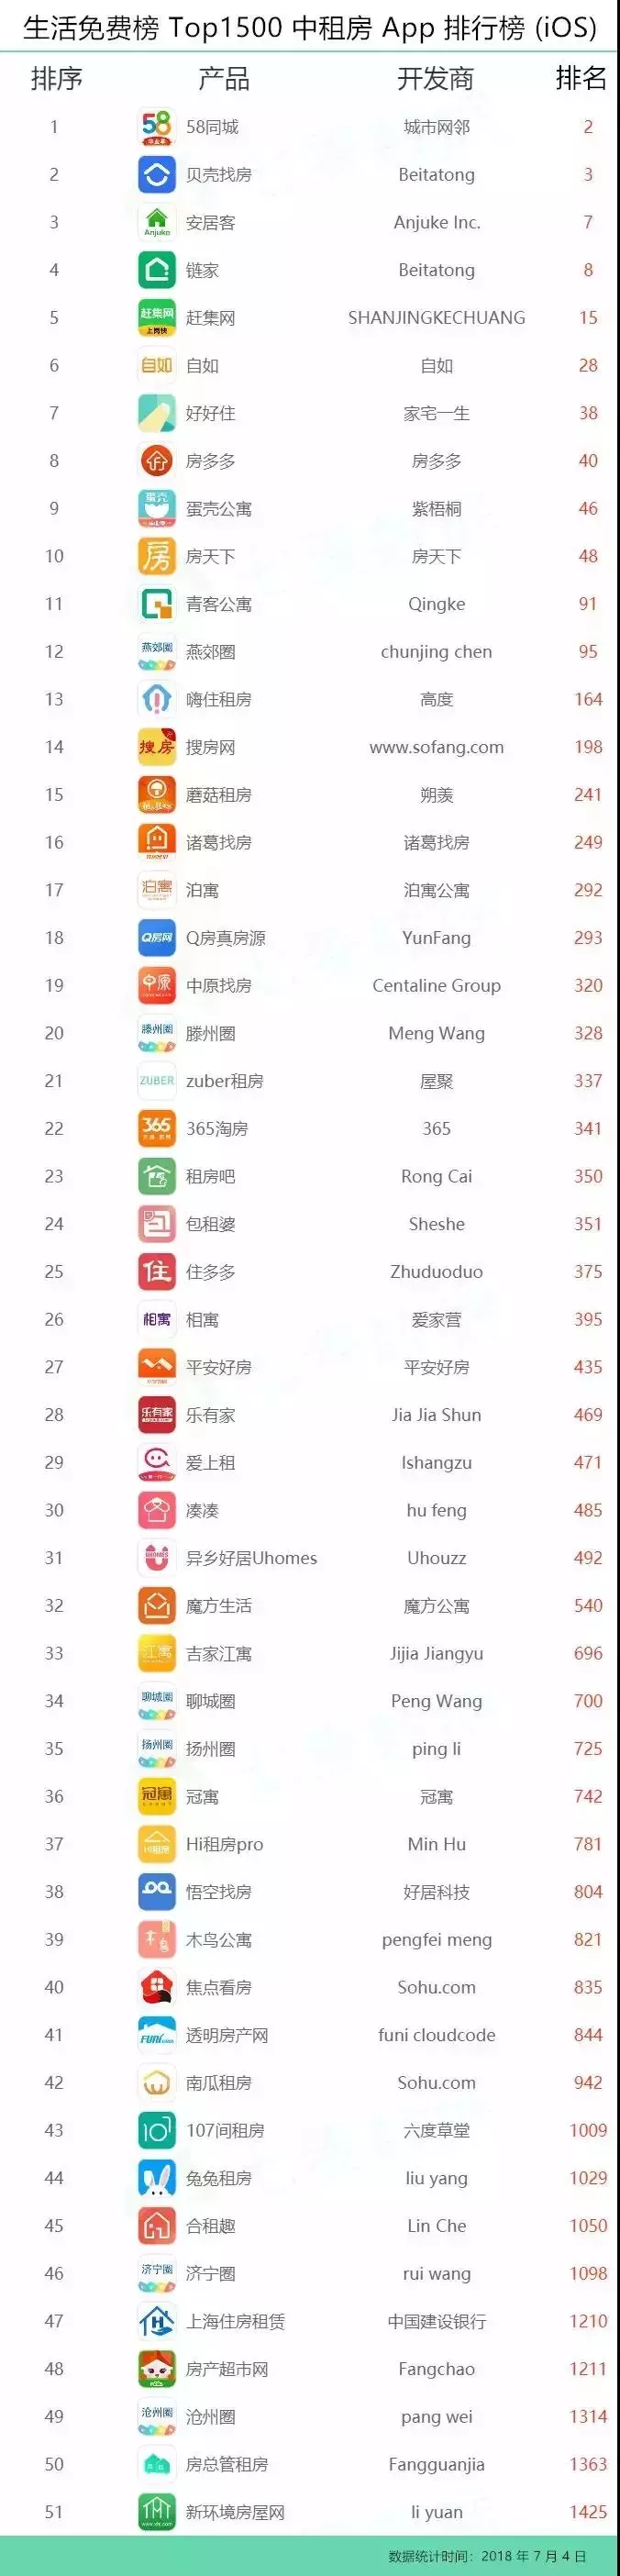 生活免费榜 Top1500 中租房 App 排行榜 (iOS)
排序 产品 开发商 排名
1 58同城 城市网邻 2
2 贝壳找房 Beitatong 3
3 安居客 Anjuke Inc. 7
4 链家 Beitatong 8
5 赶集网 SHANJINGKECHUANG 15
6 自如 自如 28
7 好好住 家宅一生 38
8 房多多 房多多 40
9 蛋壳公寓 紫梧桐 46
10 房天下 房天下 48
11 青客公寓 Qingke 91
12 燕郊圈 chunjing chen 95
13 嗨住租房 高度 164
14 搜房网 www.sofang.com 198
15 蘑菇租房 朔羡 241
16 诸葛找房 诸葛找房 249
17 泊寓 泊寓公寓 292
18 Q房真房源 YunFang 293
19 中原找房 Centaline Group 320
20 滕州圈 Meng Wang 328
21 zuber租房 屋聚 337
22 365淘房 365 341
23 租房吧 Rong Cai 350
24 包租婆 Sheshe 351
25 住多多 Zhuduoduo 375
26 相寓 爱家营 395
27 平安好房 平安好房 435
28 乐有家 Jia Jia Shun 469
29 爱上租 Ishangzu 471
30 凑凑 hu feng 485
31 异乡好居Uhomes Uhouzz 492
32 魔方生活 魔方公寓 540
33 吉家江寓 Jijia Jiangyu 696
34 聊城圈 Peng Wang 700
35 扬州圈 ping li 725
36 冠寓 冠寓 742
37 Hi租房pro Min Hu 781
38 悟空找房 好居科技 804
39 木鸟公寓 pengfei meng 821
40 焦点看房 Sohu.com 835
41 透明房产网 funi cloudcode 844
42 南瓜租房 Sohu.com 942
43 107间租房 六度草堂 1009
44 兔兔租房 liu yang 1029
45 合租趣 Lin Che 1050
46 济宁圈 rui wang 1098
47 上海住房租赁 中国建设银行 1210
48 房产超市网 Fangchao 1211
49 沧州圈 pang wei 1314
50 房总管租房 Fangguanjia 1363
51 新环境房屋网 li yuan 1425
数据统计时间：2018 年 7 月 4 日